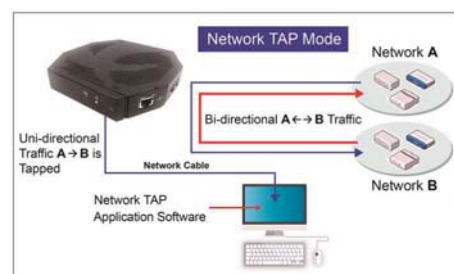 Network TAP Mode
Network A
Bi-directional A←→B Traffic
Network B
Uni-directional
Traffic A→B is
Tapped
Network Cable
Network TAP
Application Software